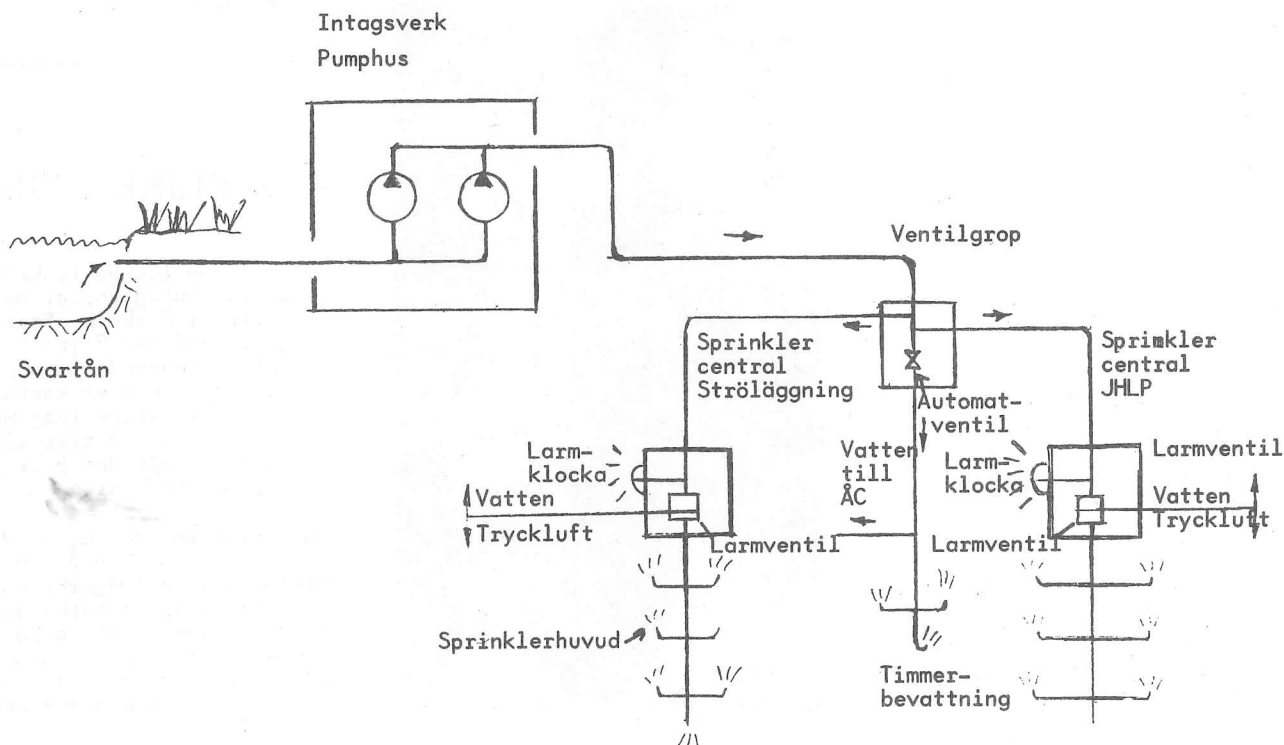 Intagsverk
Pumphus
Svartån
Ventilgrop
Sprinkler
central
Ströläggning
Sprinkler
central
JHLP
Automat-
ventil
Larm-
klocka
Vatten
till
ÅC
Larm-
klocka
Larmventil
Vatten
Tryckluft
Larmventil
Larmventil
Vatten
Tryckluft
Sprinklerhuvud
Timmer-
bevattning